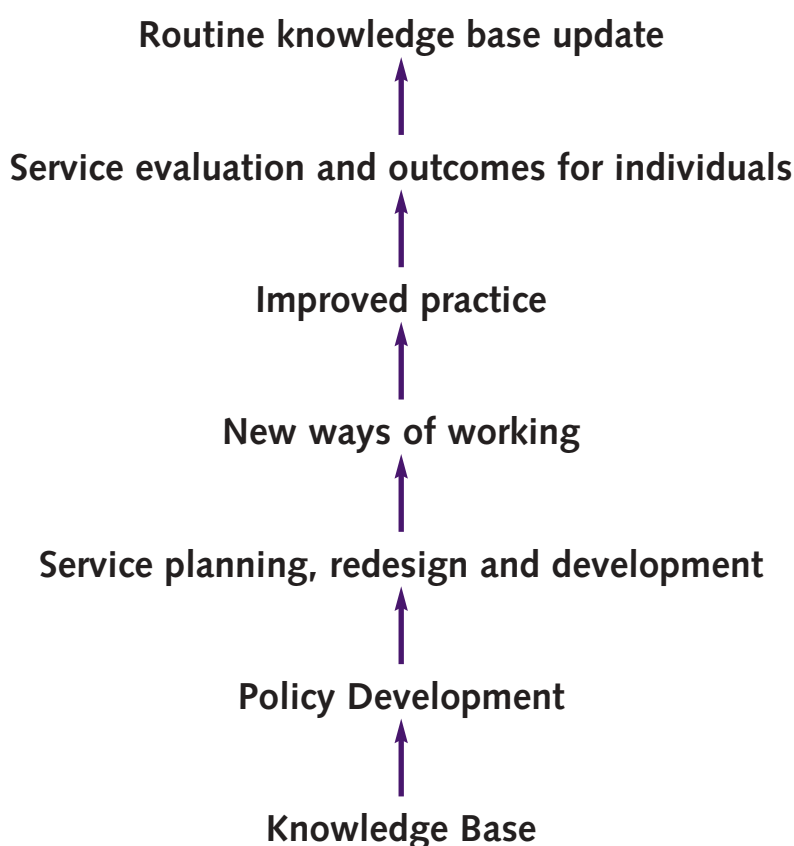 Routine knowledge base update
Service evaluation and outcomes for individuals
Improved practice
New ways of working
Service planning, redesign and development
Policy Development
Knowledge Base